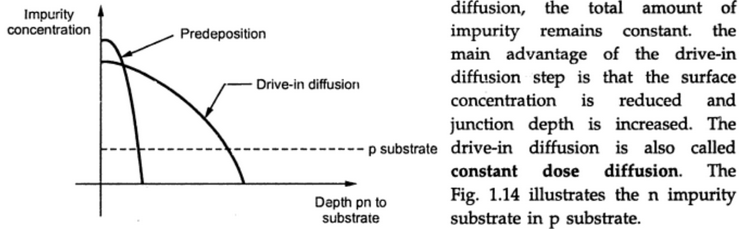 Impurity
concentration
Predeposition
Drive-in diffusion
p substrate
Depth pn to
substrate
diffusion, the total amount of
impurity remains constant. the
main advantage of the drive-in
diffusion step is that the surface
concentration is reduced and
junction depth is increased. The
drive-in diffusion is also called
constant dose diffusion. The
Fig. 1.14 illustrates the n impurity
substrate in p substrate.